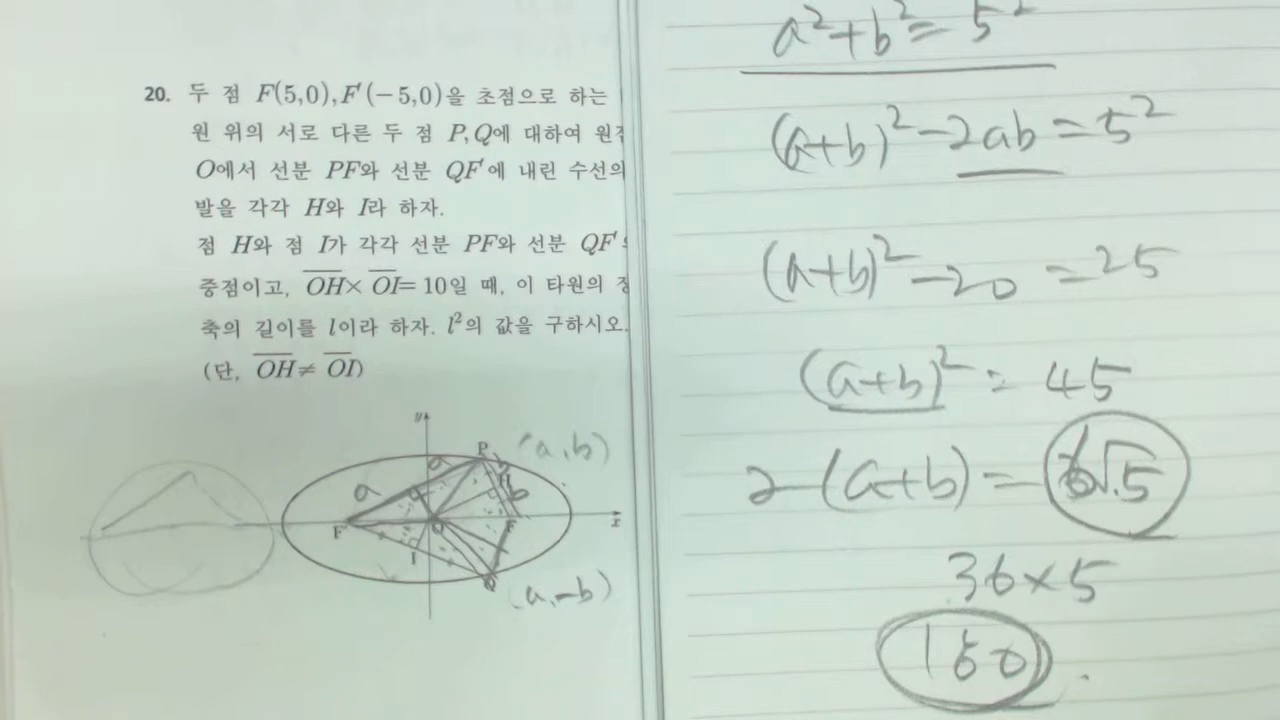 20. 두 점 F(5,0), F′(−5,0)을 초점으로 하는
원 위의 서로 다른 두 점 P, Q에 대하여 원점
O에서 선분 PF와 선분 QF′에 내린 수선의
발을 각각 H와 I라 하자.
점 H와 점 I가 각각 선분 PF와 선분 QF′의
중점이고, OH× OI=10일 때, 이 타원의 장
축의 길이를 l이라 하자. l²의 값을 구하시오.
(단, OH≠ OI)
y
P
(a, b)
a
a
H
b
F′
O
F
x
I
Q
(a, −b)
a²+b²=5²
(a+b)²−2ab=5²
(a+b)²−20=25
(a+b)²=45
2(a+b)=6√5
36×5
180